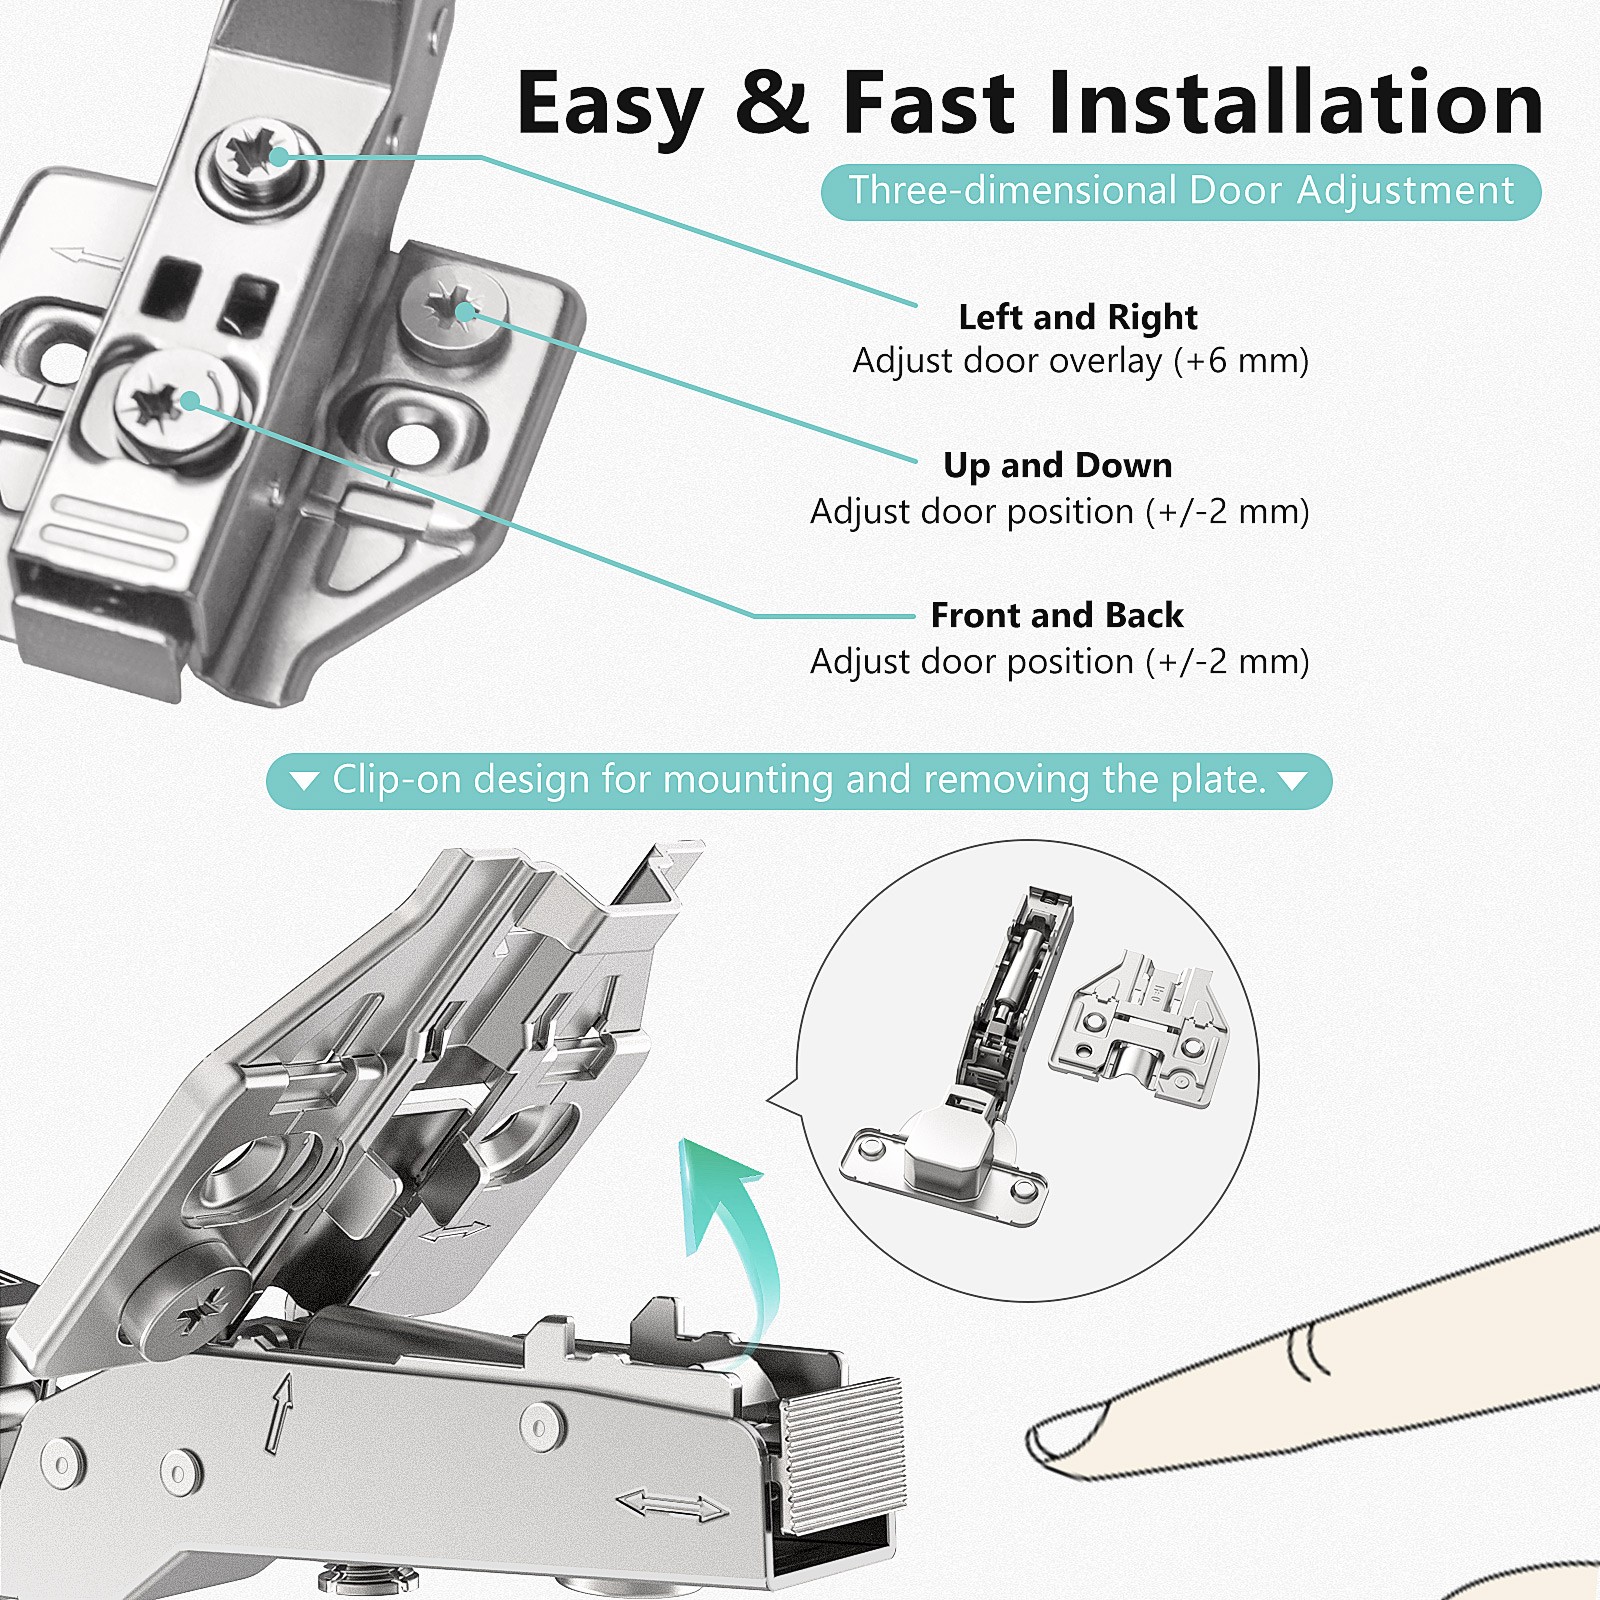 Easy & Fast Installation
Three-dimensional Door Adjustment
Left and Right
Adjust door overlay (+6 mm)
Up and Down
Adjust door position (+/-2 mm)
Front and Back
Adjust door position (+/-2 mm)
Clip-on design for mounting and removing the plate.